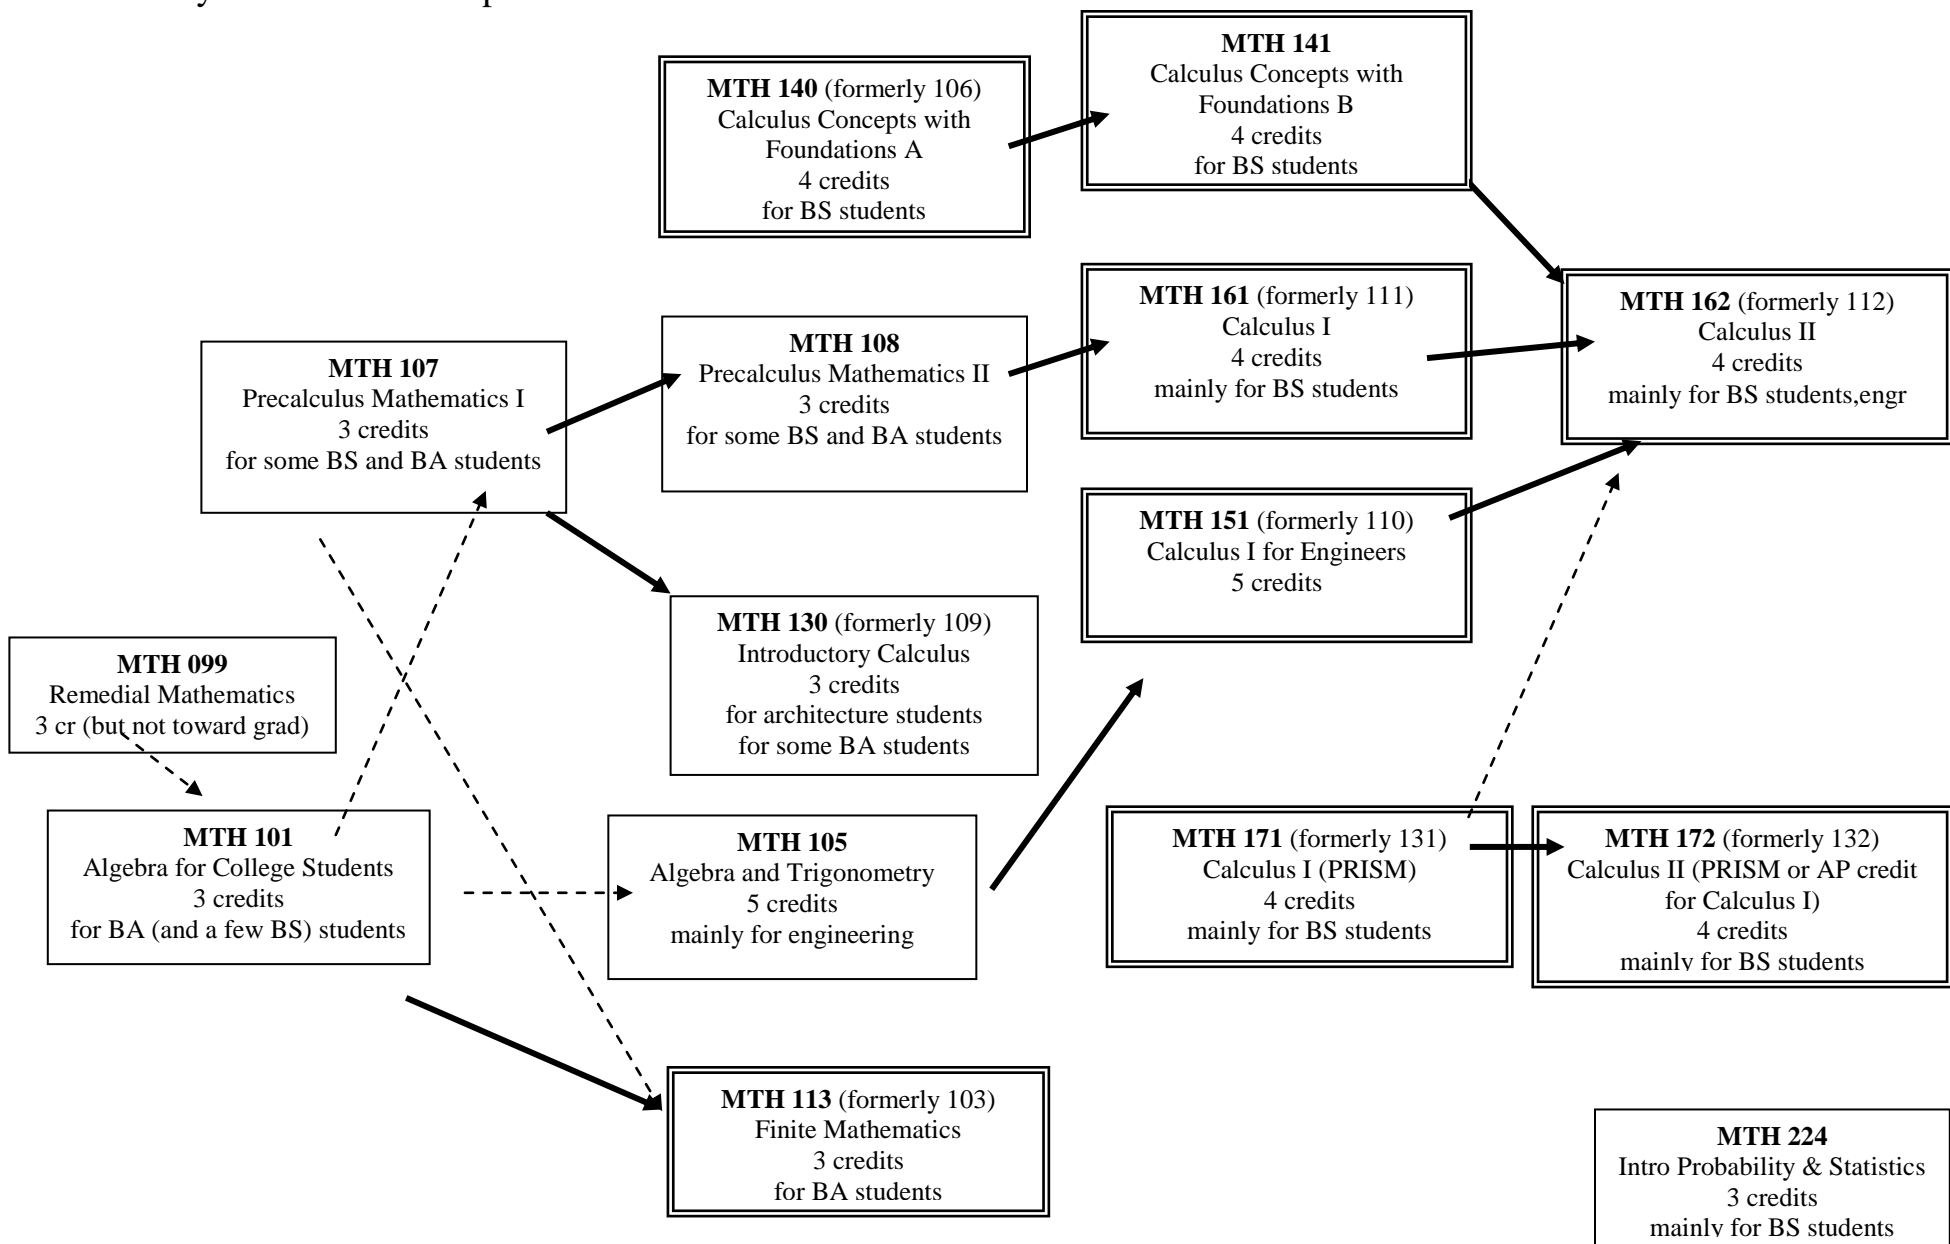 MTH 141
Calculus Concepts with
Foundations B
4 credits
for BS students
MTH 140 (formerly 106)
Calculus Concepts with
Foundations A
4 credits
for BS students
MTH 161 (formerly 111)
Calculus I
4 credits
mainly for BS students
MTH 162 (formerly 112)
Calculus II
4 credits
mainly for BS students,engr
MTH 107
Precalculus Mathematics I
3 credits
for some BS and BA students
MTH 108
Precalculus Mathematics II
3 credits
for some BS and BA students
MTH 151 (formerly 110)
Calculus I for Engineers
5 credits
MTH 130 (formerly 109)
Introductory Calculus
3 credits
for architecture students
for some BA students
MTH 099
Remedial Mathematics
3 cr (but not toward grad)
MTH 101
Algebra for College Students
3 credits
for BA (and a few BS) students
MTH 105
Algebra and Trigonometry
5 credits
mainly for engineering
MTH 171 (formerly 131)
Calculus I (PRISM)
4 credits
mainly for BS students
MTH 172 (formerly 132)
Calculus II (PRISM or AP credit
for Calculus I)
4 credits
mainly for BS students
MTH 113 (formerly 103)
Finite Mathematics
3 credits
for BA students
MTH 224
Intro Probability & Statistics
3 credits
mainly for BS students